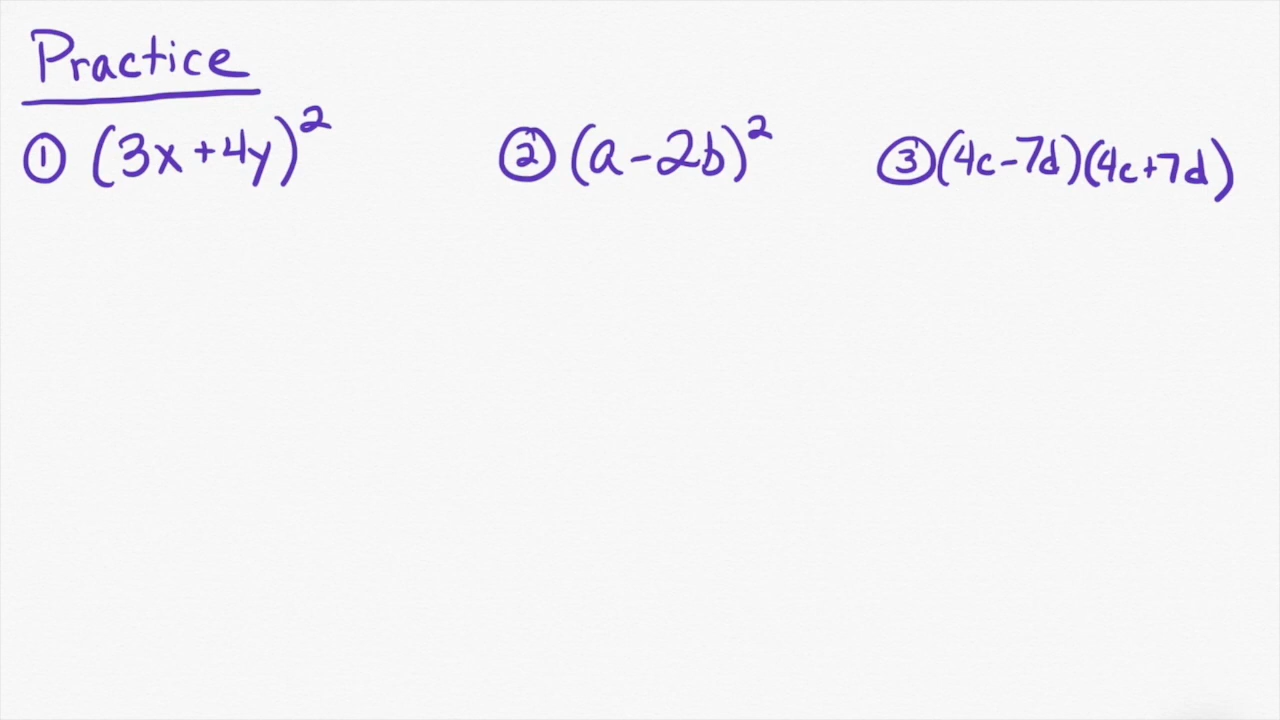 Practice
① (3x+4y)² ② (a-2b)² ③ (4c-7d)(4c+7d)